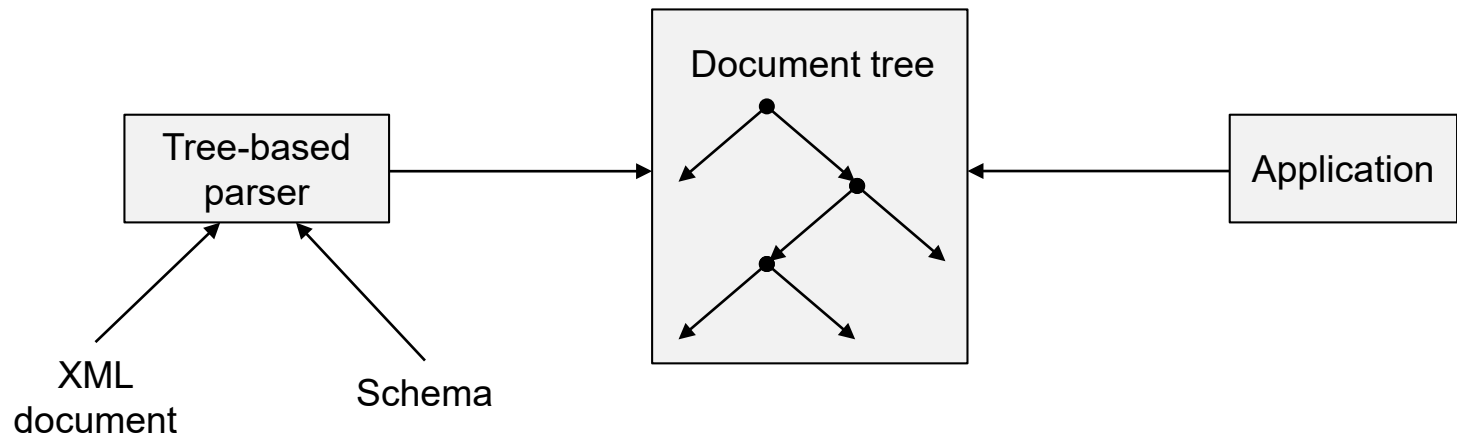 Document tree
Tree-based
parser
Application
XML
document
Schema